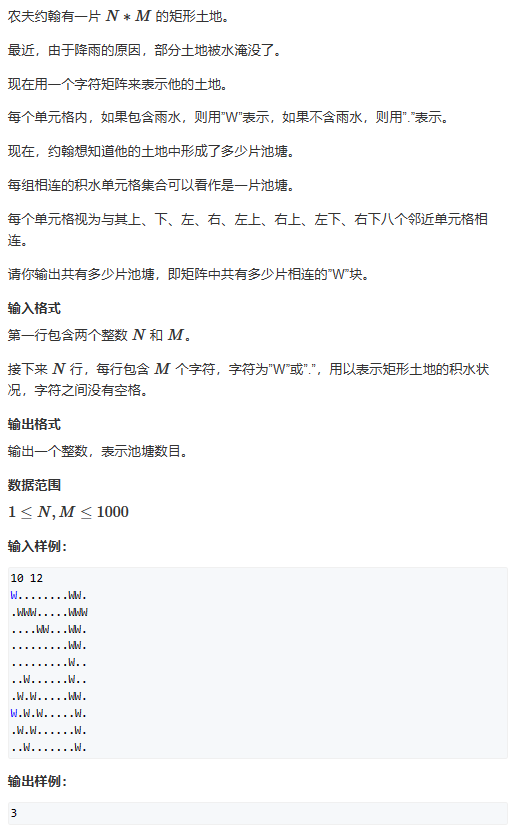 农夫约翰有一片 N * M 的矩形土地。
最近，由于降雨的原因，部分土地被水淹没了。
现在用一个字符矩阵来表示他的土地。
每个单元格内，如果包含雨水，则用”W”表示，如果不含雨水，则用”.”表示。
现在，约翰想知道他的土地中形成了多少片池塘。
每组相连的积水单元格集合可以看作是一片池塘。
每个单元格视为与其上、下、左、右、左上、右上、左下、右下八个邻近单元格相
连。
请你输出共有多少片池塘，即矩阵中共有多少片相连的”W”块。
输入格式
第一行包含两个整数 N 和 M。
接下来 N 行，每行包含 M 个字符，字符为”W”或”.”，用以表示矩形土地的积水状
况，字符之间没有空格。
输出格式
输出一个整数，表示池塘数目。
数据范围
1 ≤ N, M ≤ 1000
输入样例：
10 12
W........WW.
.WWW.....WWW
....WW...WW.
.........WW.
.........W..
..W......W..
.W.W.....WW.
W.W.W.....W.
.W.W......W.
..W.......W.
输出样例：
3